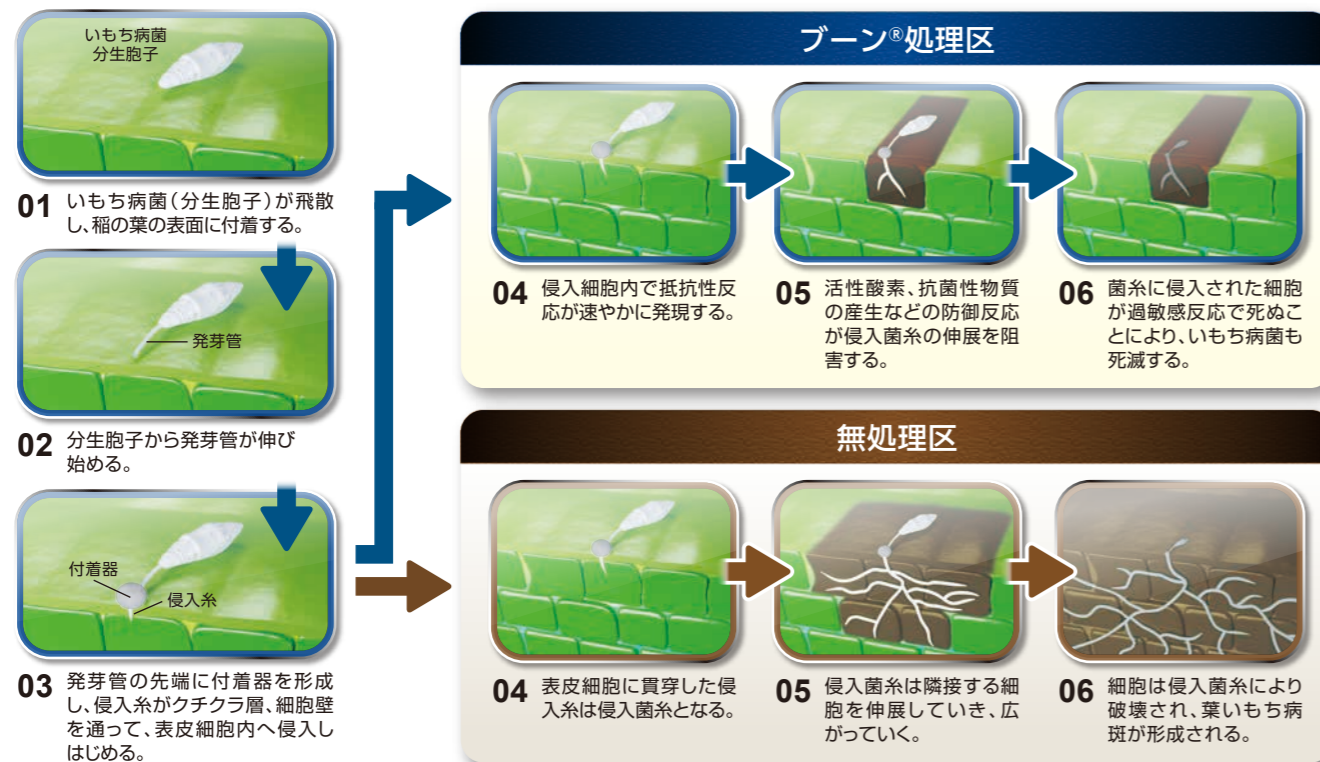 いもち病菌
分生胞子
01 いもち病菌(分生胞子)が飛散
し、稲の葉の表面に付着する。
発芽管
02 分生胞子から発芽管が伸び
始める。
付着器
侵入糸
03 発芽管の先端に付着器を形成
し、侵入糸がクチクラ層、細胞壁
を通って、表皮細胞内へ侵入し
はじめる。
ブーン®処理区
04 侵入細胞内で抵抗性反
応が速やかに発現する。
05 活性酸素、抗菌性物質
の産生などの防御反応
が侵入菌糸の伸展を阻
害する。
06 菌糸に侵入された細胞
が過敏感反応で死ぬこ
とにより、いもち病菌も
死滅する。
無処理区
04 表皮細胞に貫穿した侵
入糸は侵入菌糸となる。
05 侵入菌糸は隣接する細
胞を伸展していき、広
がっていく。
06 細胞は侵入菌糸により
破壊され、葉いもち病
斑が形成される。